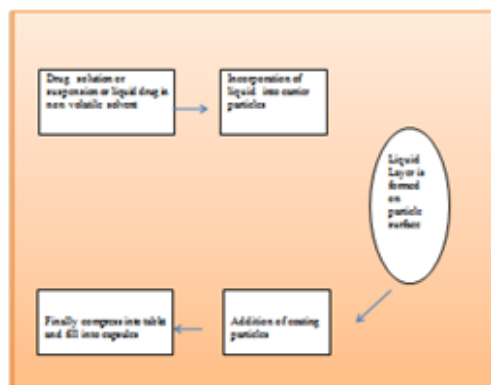 Drug solution or
suspension or liquid drug in
non volatile solvent
Incorporation of
liquid into carrier
particles
Liquid
Layer is
formed
on
particle
surface
Addition of coating
particles
Finally compress into tablet
and fill into capsules